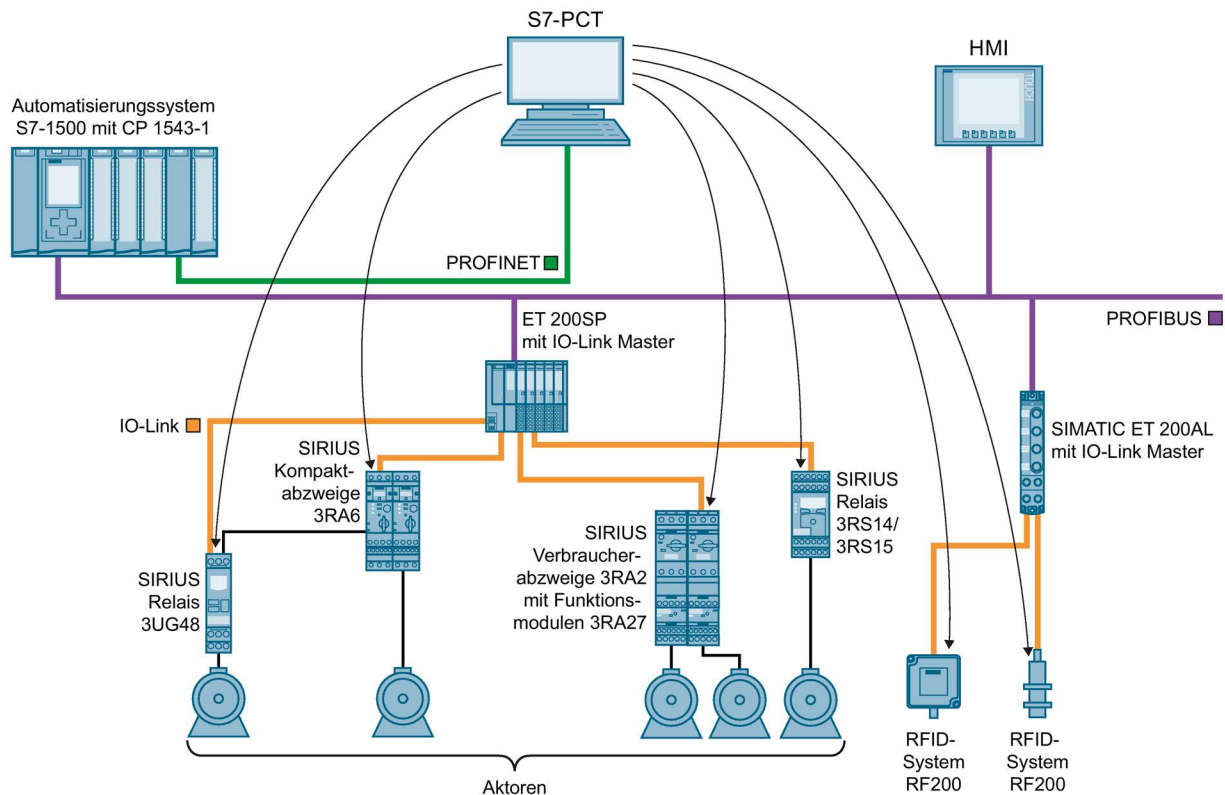 S7-PCT
HMI
Automatisierungssystem
S7-1500 mit CP 1543-1
PROFINET
PROFIBUS
ET 200SP
mit IO-Link Master
IO-Link
SIRIUS
Kompakt-
abzweige
3RA6
SIRIUS
Relais
3UG48
SIRIUS
Verbraucher-
abzweige 3RA2
mit Funktions-
modulen 3RA27
SIRIUS
Relais
3RS14/
3RS15
SIMATIC ET 200AL
mit IO-Link Master
RFID-
System
RF200
RFID-
System
RF200
Aktoren